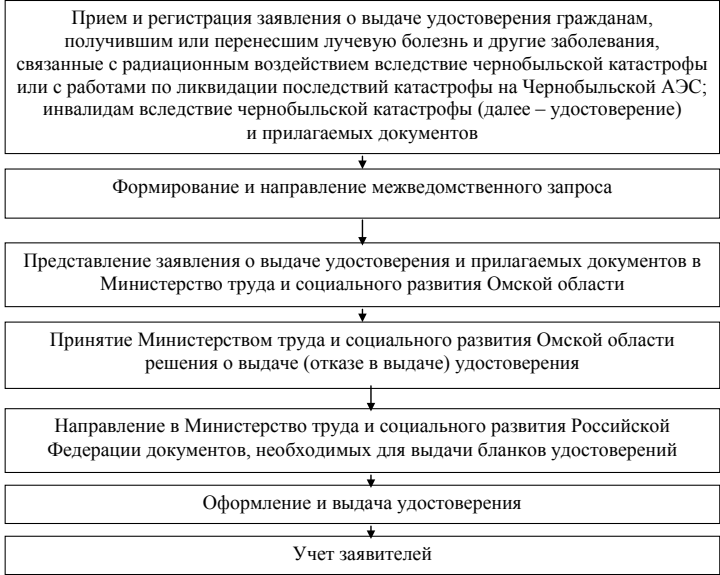 Прием и регистрация заявления о выдаче удостоверения гражданам,
получившим или перенесшим лучевую болезнь и другие заболевания,
связанные с радиационным воздействием вследствие чернобыльской катастрофы
или с работами по ликвидации последствий катастрофы на Чернобыльской АЭС;
инвалидам вследствие чернобыльской катастрофы (далее – удостоверение)
и прилагаемых документов
Формирование и направление межведомственного запроса
Представление заявления о выдаче удостоверения и прилагаемых документов в
Министерство труда и социального развития Омской области
Принятие Министерством труда и социального развития Омской области
решения о выдаче (отказе в выдаче) удостоверения
Направление в Министерство труда и социального развития Российской
Федерации документов, необходимых для выдачи бланков удостоверений
Оформление и выдача удостоверения
Учет заявителей